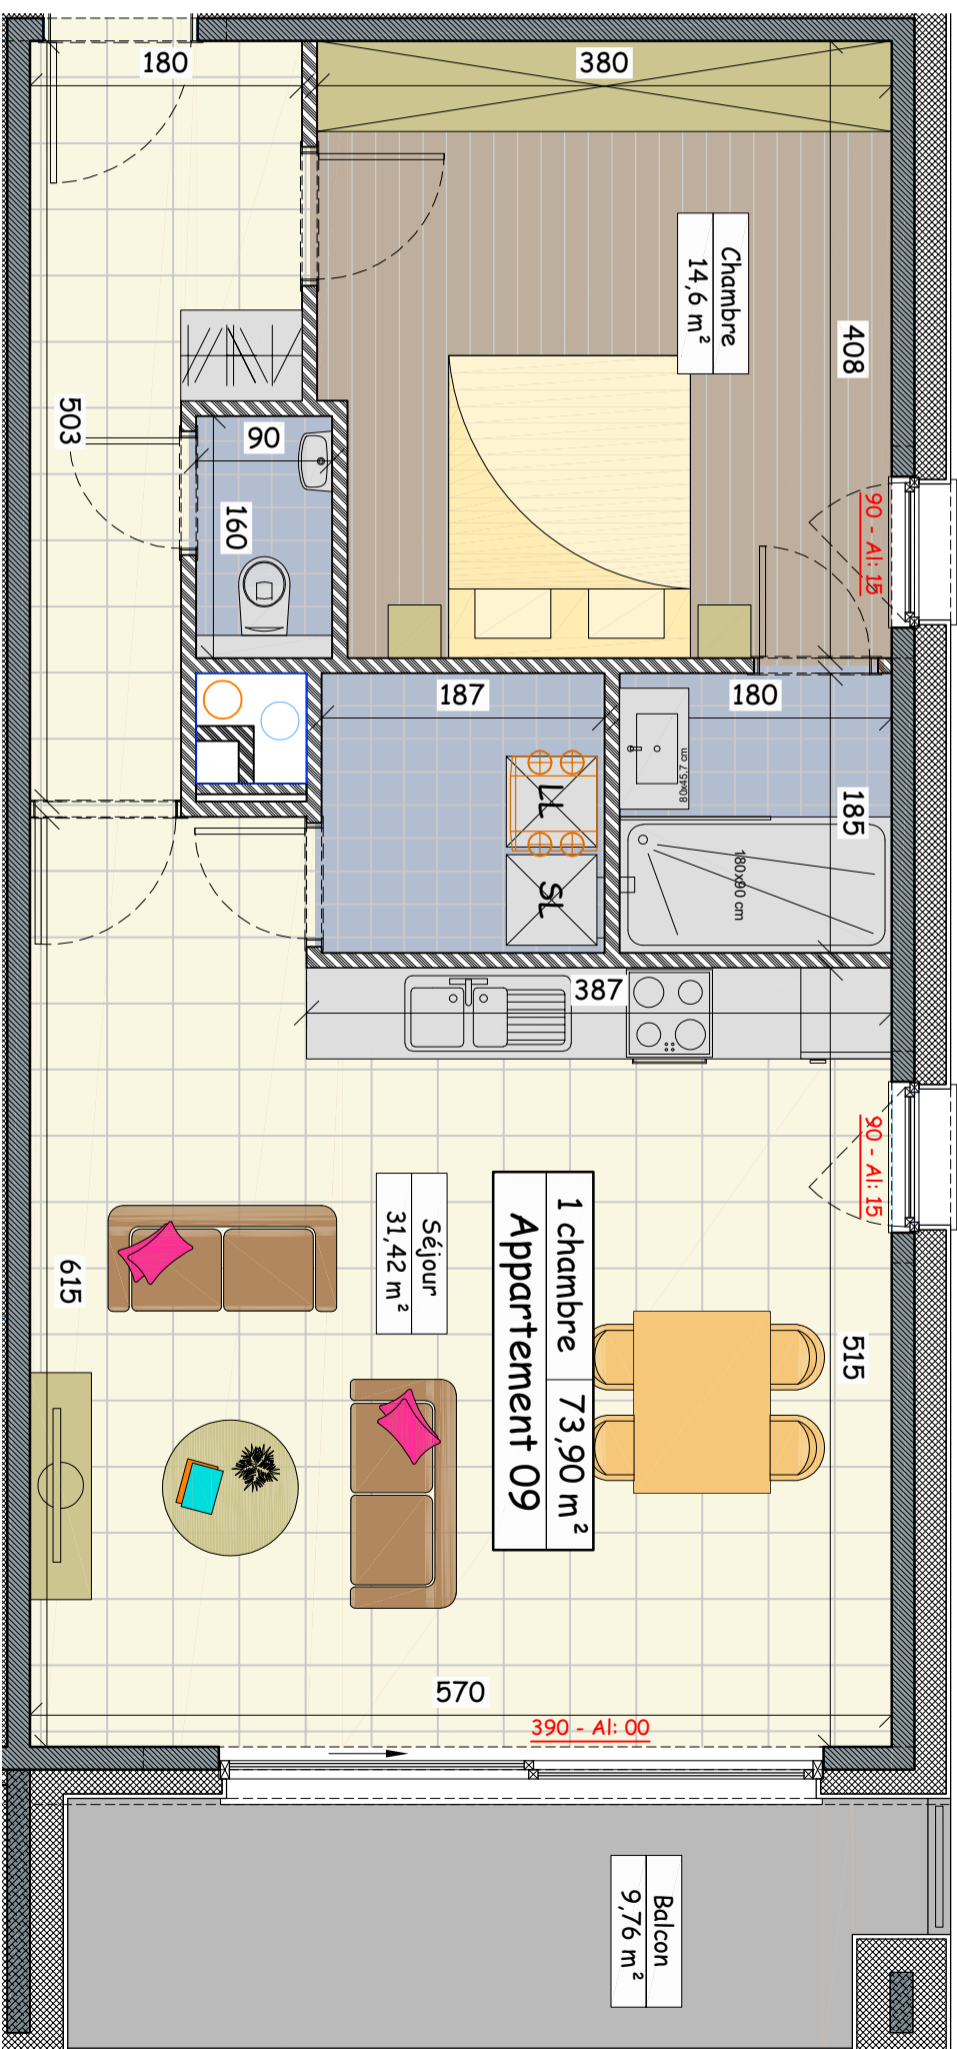 180
380
Chambre
14,6 m²
408
503
90
160
90 - Al: 15
187
180
80x45,7 cm
185
LL
SL
180x90 cm
387
90 - Al: 15
Séjour
31,42 m²
1 chambre 73,90 m²
Appartement 09
615
515
570
390 - Al: 00
Balcon
9,76 m²